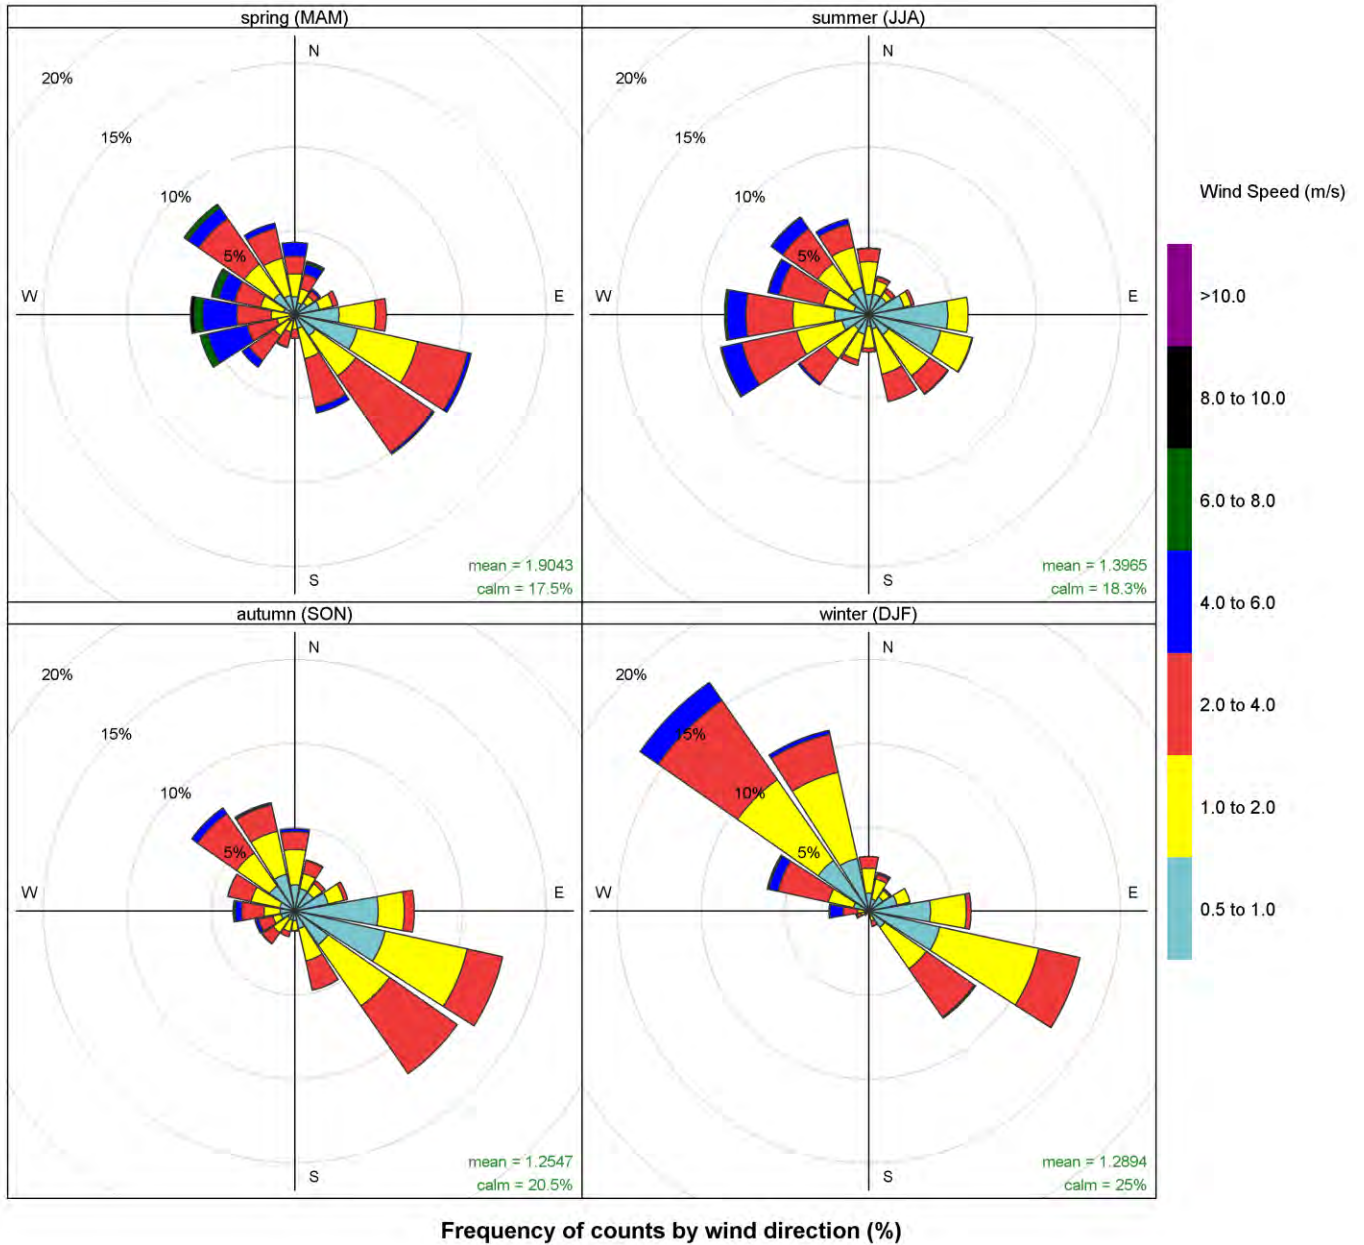 spring (MAM)
N
20%
15%
10%
5%
W
E
S
mean = 1.9043
calm = 17.5%
summer (JJA)
N
20%
15%
10%
5%
W
E
S
mean = 1.3965
calm = 18.3%
autumn (SON)
N
20%
15%
10%
5%
W
E
S
mean = 1.2547
calm = 20.5%
winter (DJF)
N
20%
15%
10%
5%
W
E
S
mean = 1.2894
calm = 25%
Wind Speed (m/s)
>10.0
8.0 to 10.0
6.0 to 8.0
4.0 to 6.0
2.0 to 4.0
1.0 to 2.0
0.5 to 1.0
Frequency of counts by wind direction (%)